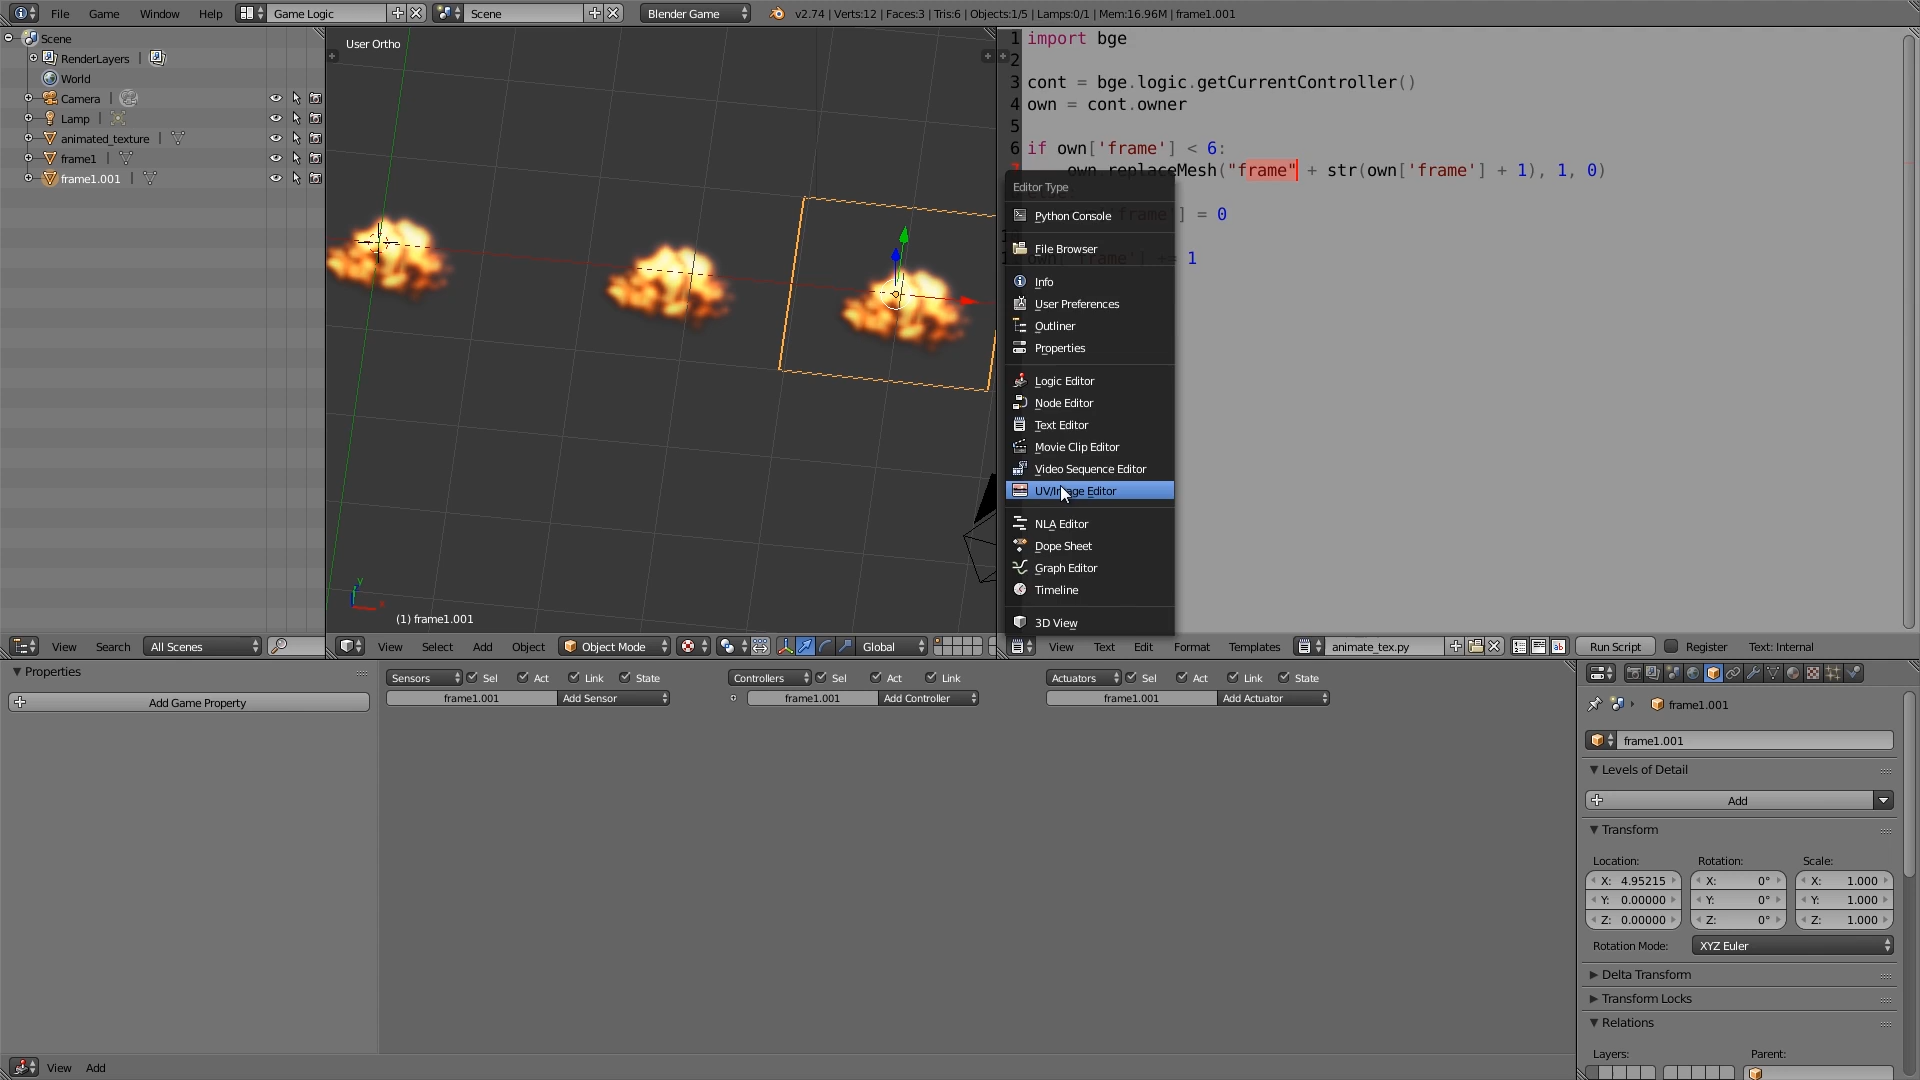 File Game Window Help Game Logic Scene Blender Game v2.74 | Verts:12 | Faces:3 | Tris:6 | Objects:1/5 | Lamps:0/1 | Mem:16.96M | frame1.001
Scene
RenderLayers |
World
Camera |
Lamp |
animated_texture |
frame1 |
frame1.001 |
User Ortho
(1) frame1.001
y
x
1 import bge
2
3 cont = bge.logic.getCurrentController()
4 own = cont.owner
5
6 if own['frame'] < 6:
7 own replaceMesh("frame" + str(own['frame'] + 1), 1, 0)
'frame'] = 0
own 'frame'] += 1
Editor Type
Python Console
File Browser
Info
User Preferences
Outliner
Properties
Logic Editor
Node Editor
Text Editor
Movie Clip Editor
Video Sequence Editor
UV/Image Editor
NLA Editor
Dope Sheet
Graph Editor
Timeline
3D View
View Search All Scenes
View Select Add Object Object Mode Global
View Text Edit Format Templates animate_tex.py ab Run Script Register Text: Internal
Properties
Add Game Property
Sensors Sel Act Link State
frame1.001 Add Sensor
Controllers Sel Act Link
frame1.001 Add Controller
Actuators Sel Act Link State
frame1.001 Add Actuator
frame1.001
frame1.001
Levels of Detail
Add
Transform
Location: Rotation: Scale:
X: 4.95215 X: 0° X: 1.000
Y: 0.00000 Y: 0° Y: 1.000
Z: 0.00000 Z: 0° Z: 1.000
Rotation Mode: XYZ Euler
Delta Transform
Transform Locks
Relations
Layers: Parent:
View Add